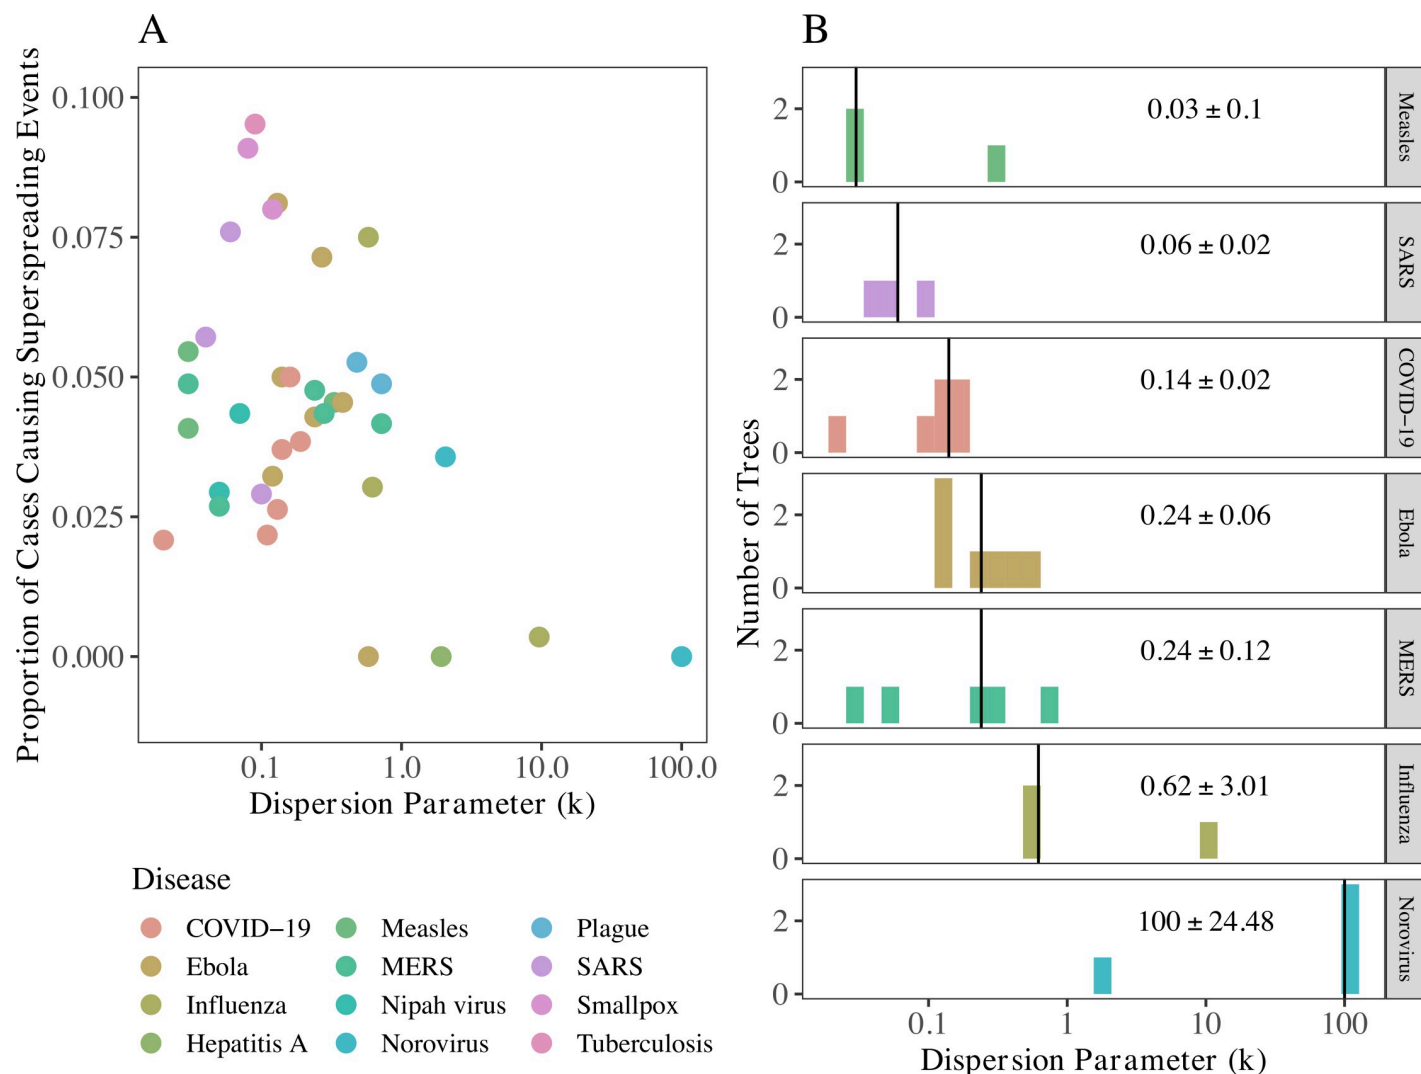 A
Proportion of Cases Causing Superspreading Events
0.100
0.075
0.050
0.025
0.000
0.1 1.0 10.0 100.0
Dispersion Parameter (k)
Disease
COVID−19 Measles Plague
Ebola MERS SARS
Influenza Nipah virus Smallpox
Hepatitis A Norovirus Tuberculosis
B
Number of Trees
2
0.03 ± 0.1
0
Measles
2
0.06 ± 0.02
0
SARS
2
0.14 ± 0.02
0
COVID−19
2
0.24 ± 0.06
0
Ebola
2
0.24 ± 0.12
0
MERS
2
0.62 ± 3.01
0
Influenza
2
100 ± 24.48
0
Norovirus
0.1 1 10 100
Dispersion Parameter (k)